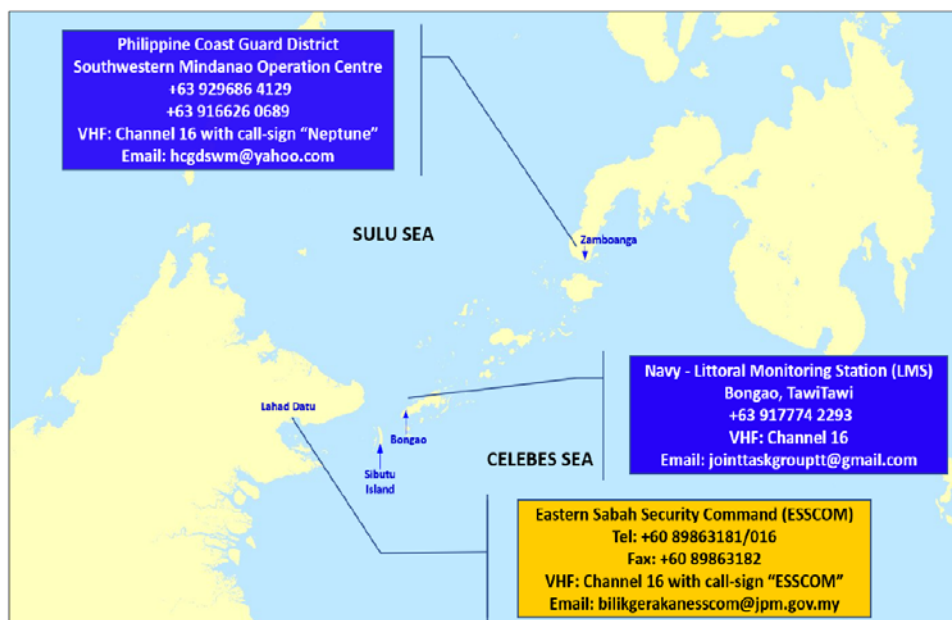 Philippine Coast Guard District
Southwestern Mindanao Operation Centre
+63 929686 4129
+63 916626 0689
VHF: Channel 16 with call-sign “Neptune”
Email: hcgdswm@yahoo.com
SULU SEA
Zamboanga
Navy - Littoral Monitoring Station (LMS)
Bongao, TawiTawi
+63 917774 2293
VHF: Channel 16
Email: jointtaskgrouptt@gmail.com
Lahad Datu
Bongao
Sibutu
Island
CELEBES SEA
Eastern Sabah Security Command (ESSCOM)
Tel: +60 89863181/016
Fax: +60 89863182
VHF: Channel 16 with call-sign “ESSCOM”
Email: bilikgerakanesscom@jpm.gov.my